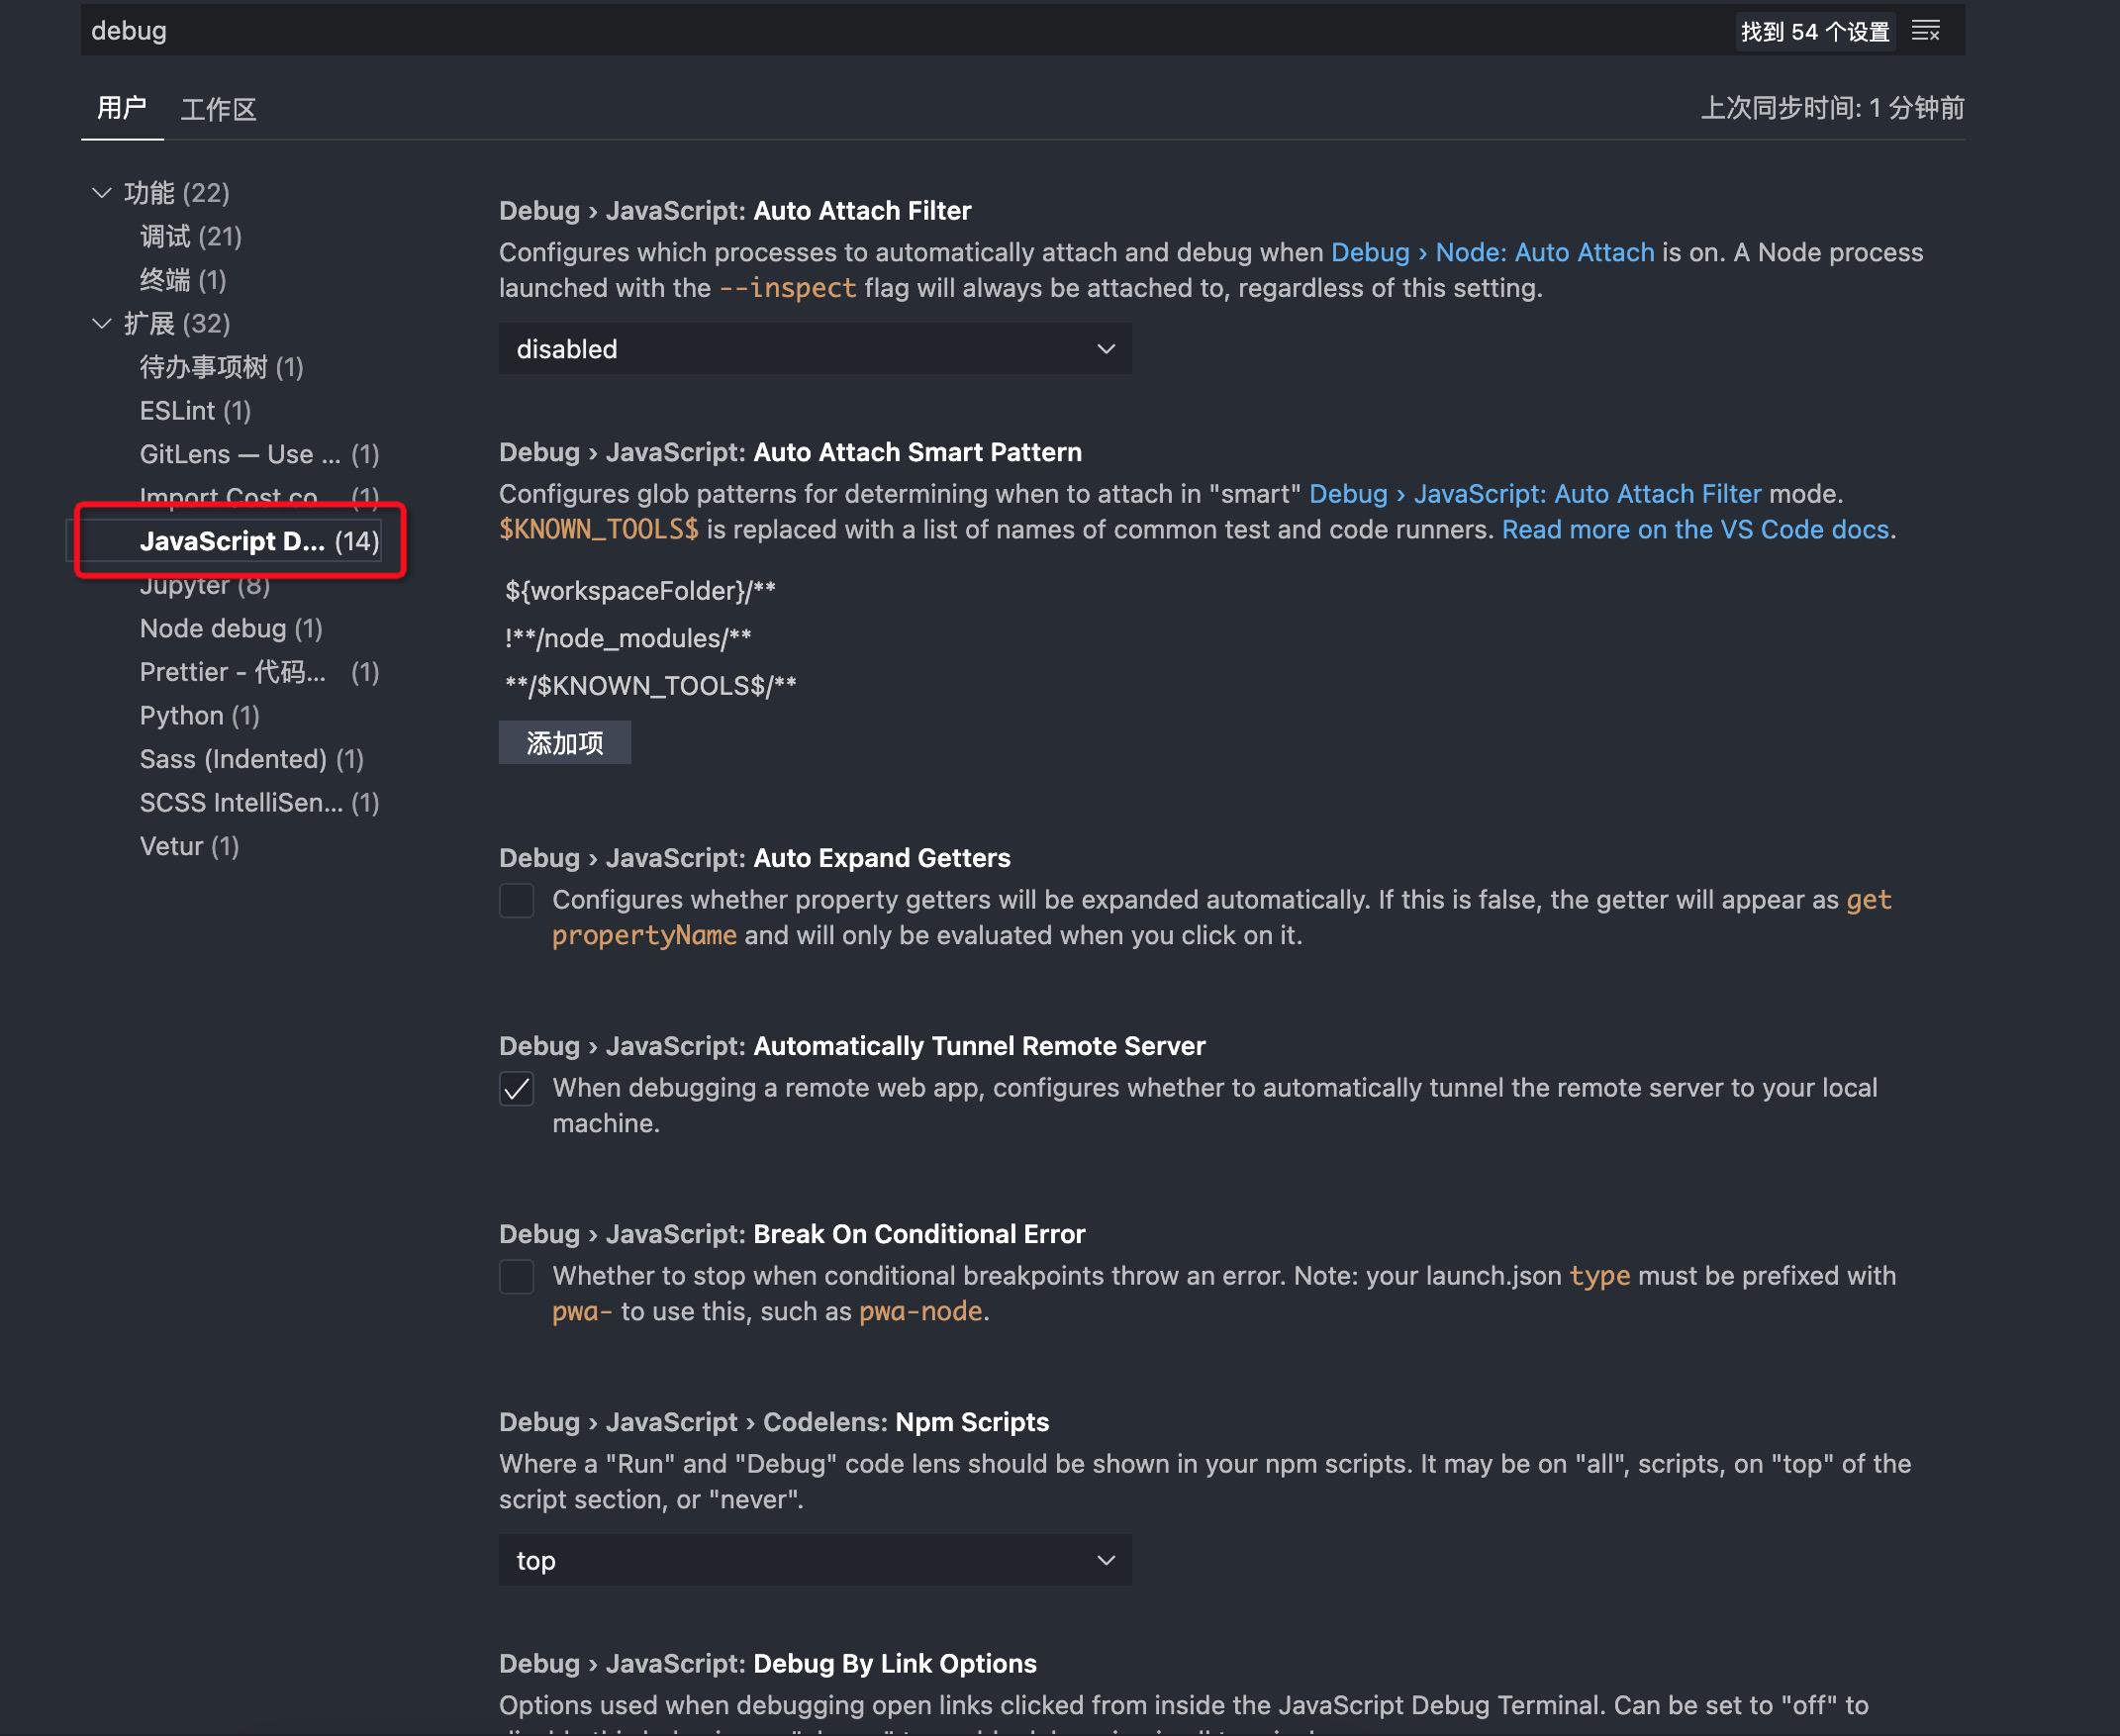 debug
找到 54 个设置
用户
工作区
上次同步时间: 1 分钟前
功能 (22)
调试 (21)
终端 (1)
扩展 (32)
待办事项树 (1)
ESLint (1)
GitLens — Use ... (1)
Import Cost co... (1)
JavaScript D... (14)
Jupyter (8)
Node debug (1)
Prettier - 代码... (1)
Python (1)
Sass (Indented) (1)
SCSS IntelliSen... (1)
Vetur (1)
Debug › JavaScript: Auto Attach Filter
Configures which processes to automatically attach and debug when Debug › Node: Auto Attach is on. A Node process
launched with the --inspect flag will always be attached to, regardless of this setting.
disabled
Debug › JavaScript: Auto Attach Smart Pattern
Configures glob patterns for determining when to attach in "smart" Debug › JavaScript: Auto Attach Filter mode.
$KNOWN_TOOLS$ is replaced with a list of names of common test and code runners. Read more on the VS Code docs.
${workspaceFolder}/**
!**/node_modules/**
**/$KNOWN_TOOLS$/**
添加项
Debug › JavaScript: Auto Expand Getters
Configures whether property getters will be expanded automatically. If this is false, the getter will appear as get
propertyName and will only be evaluated when you click on it.
Debug › JavaScript: Automatically Tunnel Remote Server
When debugging a remote web app, configures whether to automatically tunnel the remote server to your local
machine.
Debug › JavaScript: Break On Conditional Error
Whether to stop when conditional breakpoints throw an error. Note: your launch.json type must be prefixed with
pwa- to use this, such as pwa-node.
Debug › JavaScript › Codelens: Npm Scripts
Where a "Run" and "Debug" code lens should be shown in your npm scripts. It may be on "all", scripts, on "top" of the
script section, or "never".
top
Debug › JavaScript: Debug By Link Options
Options used when debugging open links clicked from inside the JavaScript Debug Terminal. Can be set to "off" to